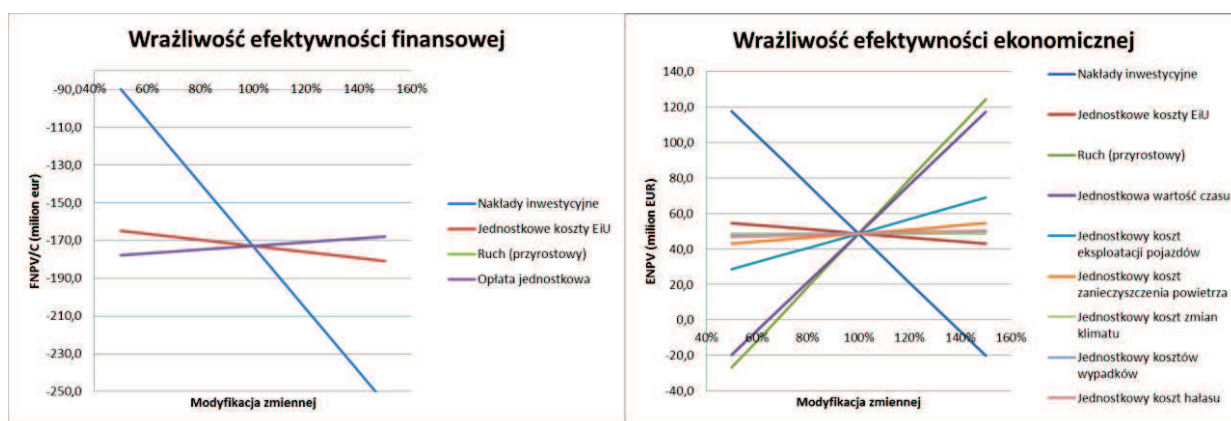 Wrażliwość efektywności finansowej
-90,0
40%
60%
80%
100%
120%
140%
160%
-110,0
-130,0
-150,0
-170,0
-190,0
-210,0
-230,0
-250,0
FNPV/C (milion eur)
Modyfikacja zmiennej
Nakłady inwestycyjne
Jednostkowe koszty EiU
Ruch (przyrostowy)
Opłata jednostkowa
Wrażliwość efektywności ekonomicznej
140,0
120,0
100,0
80,0
60,0
40,0
20,0
0,0
-20,0
-40,0
40%
60%
80%
100%
120%
140%
160%
ENPV (milion EUR)
Modyfikacja zmiennej
Nakłady inwestycyjne
Jednostkowe koszty EiU
Ruch (przyrostowy)
Jednostkowa wartość czasu
Jednostkowy koszt
eksploatacji pojazdów
Jednostkowy koszt
zanieczyszczenia powietrza
Jednostkowy koszt zmian
klimatu
Jednostkowy kosztów
wypadków
Jednostkowy koszt hałasu